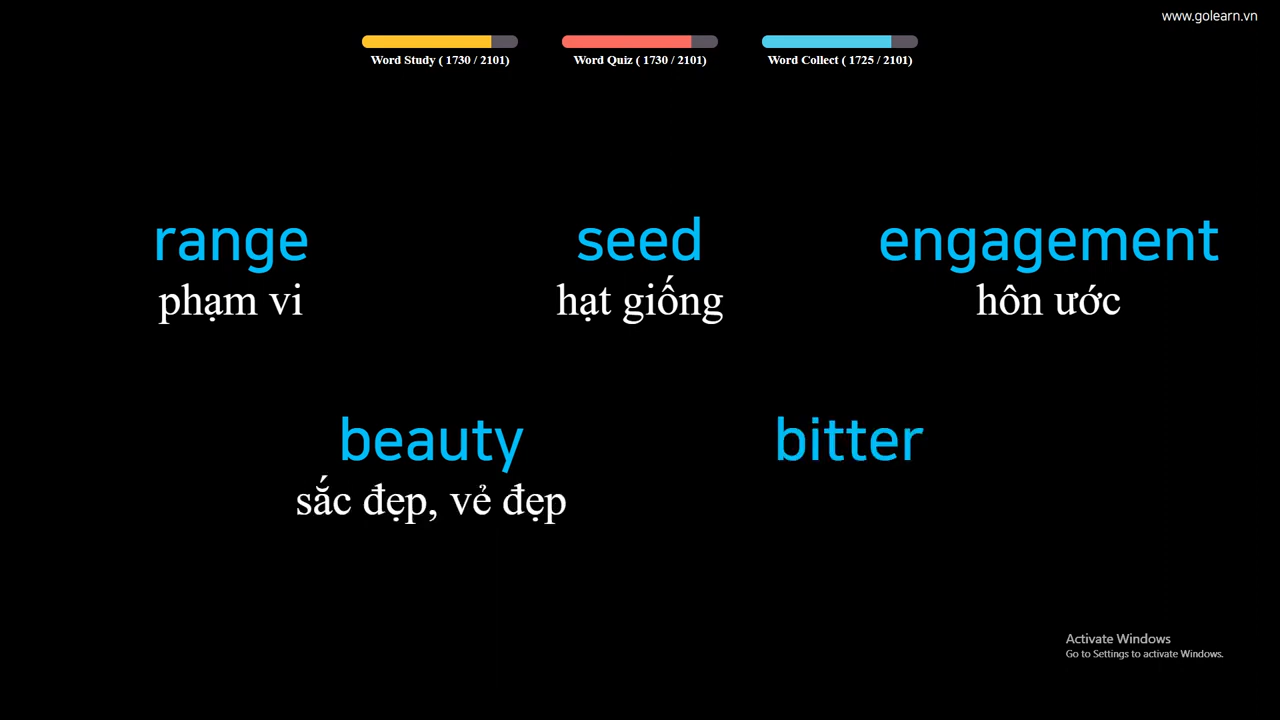 www.golearn.vn
Word Study ( 1730 / 2101)
Word Quiz ( 1730 / 2101)
Word Collect ( 1725 / 2101)
range
seed
engagement
phạm vi
hạt giống
hôn ước
beauty
bitter
sắc đẹp, vẻ đẹp
Activate Windows
Go to Settings to activate Windows.